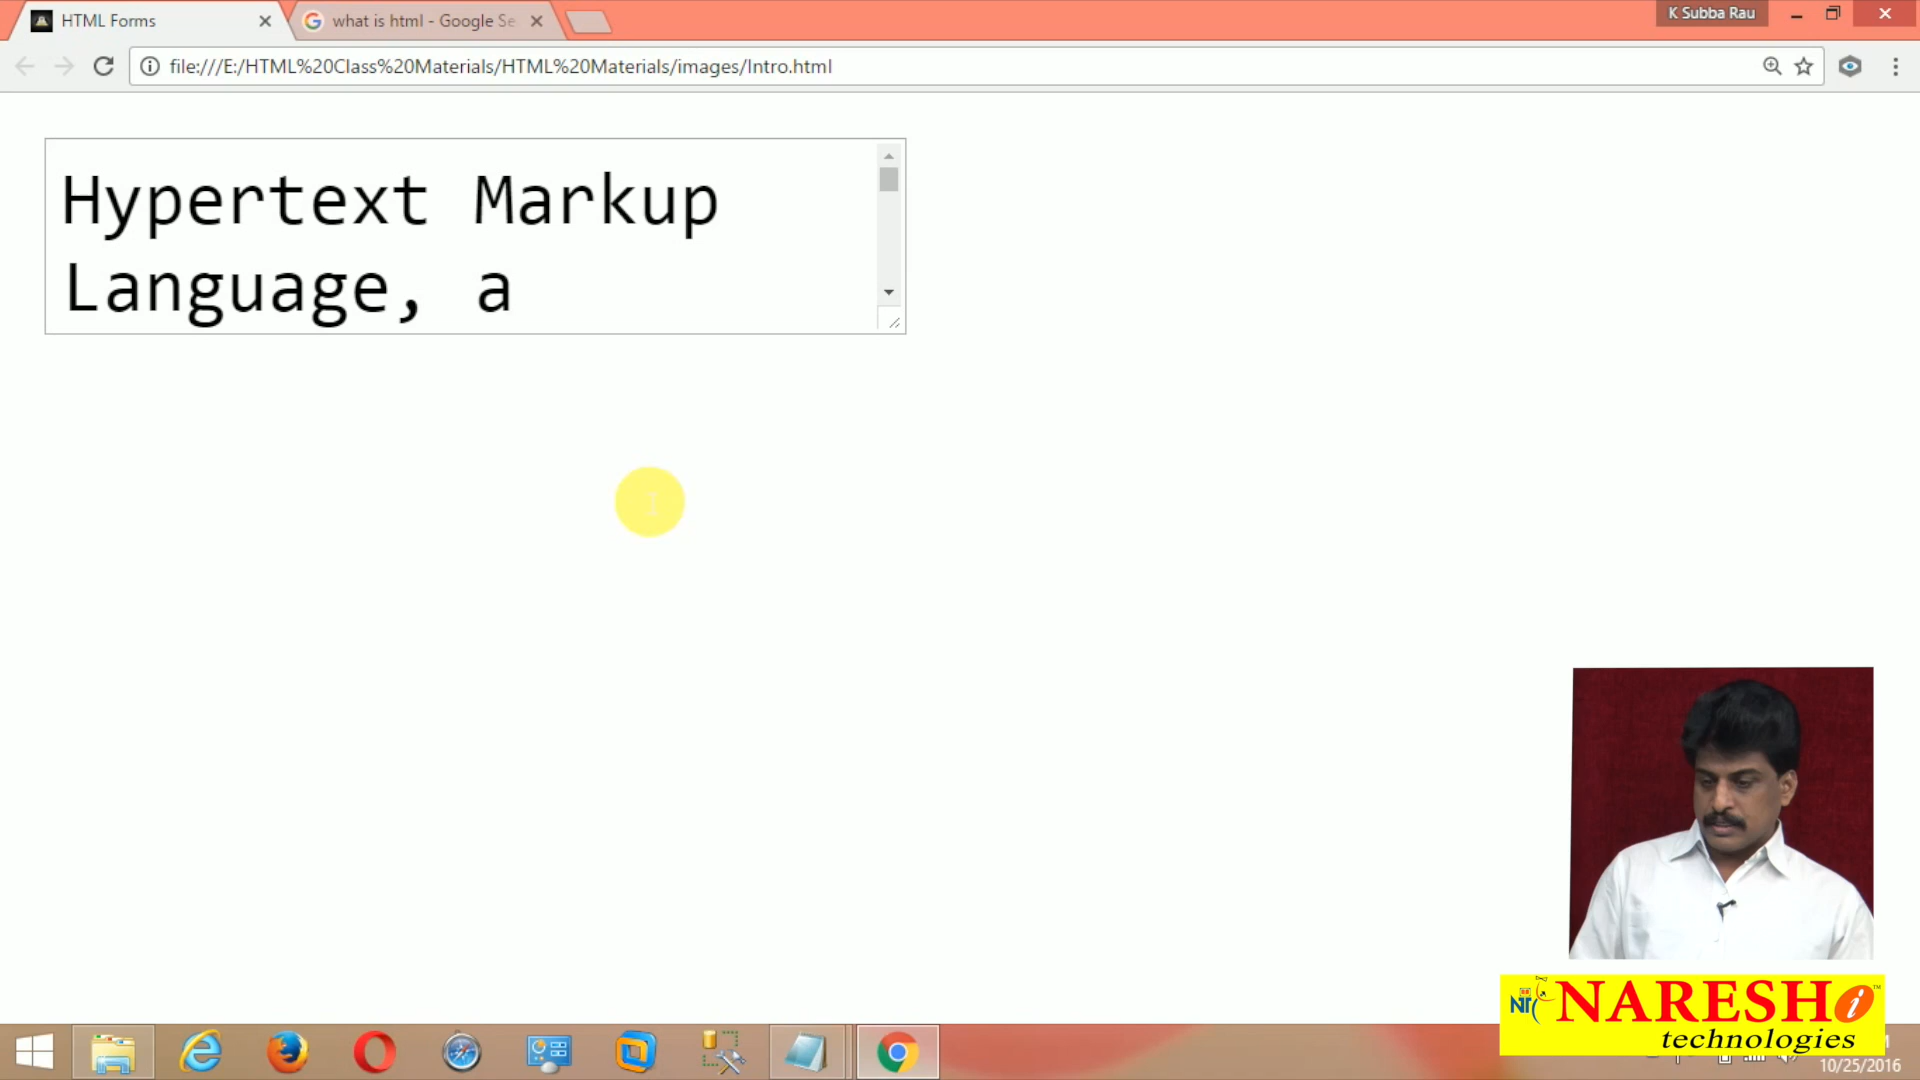 HTML Forms
what is html - Google Se
K Subba Rau
file:///E:/HTML%20Class%20Materials/HTML%20Materials/images/Intro.html
Hypertext Markup
Language, a
NT
NARESH i
technologies
10/25/2016